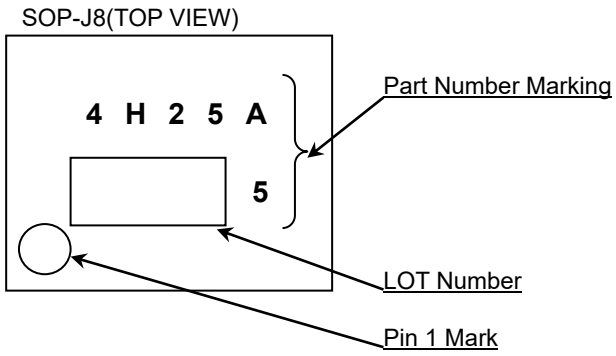 SOP-J8(TOP VIEW)
Part Number Marking
4 H 2 5 A
5
LOT Number
Pin 1 Mark